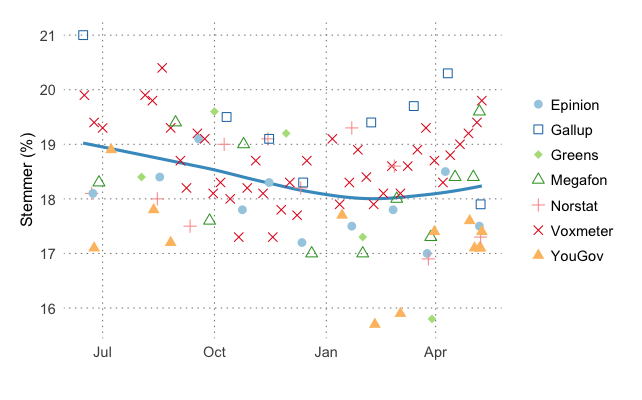 21
20
19
18
17
16
Stemmer (%)
Jul
Oct
Jan
Apr
Epinion
Gallup
Greens
Megafon
Norstat
Voxmeter
YouGov